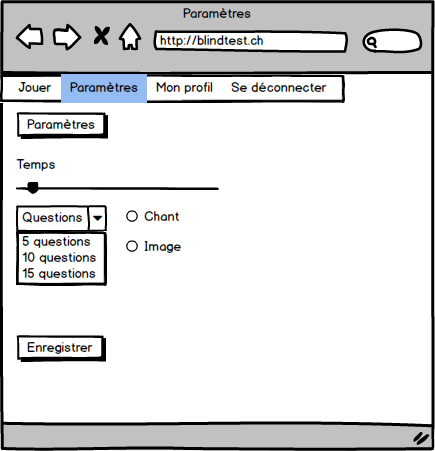 Paramètres
http://blindtest.ch
Jouer Paramètres Mon profil Se déconnecter
Paramètres
Temps
Questions
Chant
5 questions
10 questions
15 questions
Image
Enregistrer